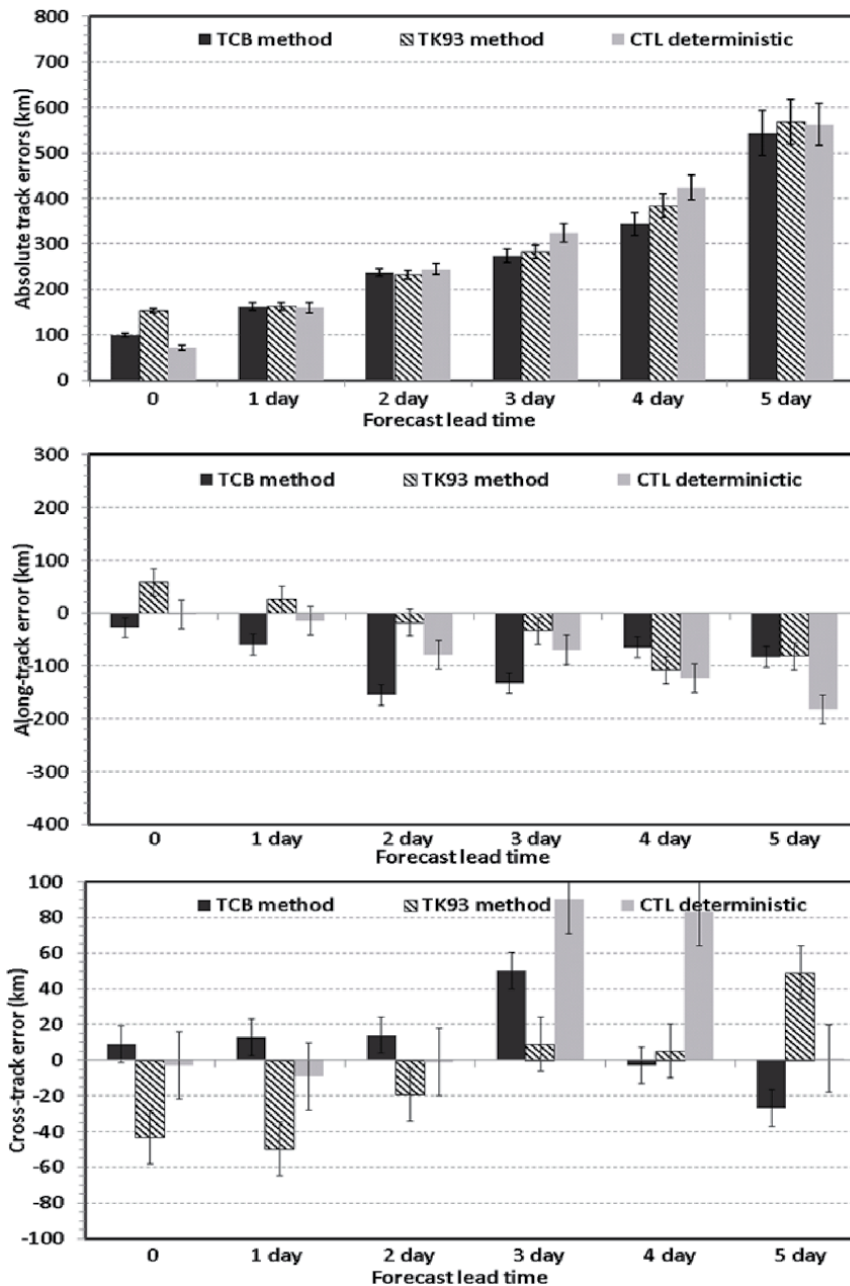 800
TCB method TK93 method CTL deterministic
700
600
500
400
300
200
100
0
Absolute track errors (km)
0 1 day 2 day 3 day 4 day 5 day
Forecast lead time
300
TCB method TK93 method CTL determinictic
200
100
0
-100
-200
-300
-400
Along-track error (km)
0 1 day 2 day 3 day 4 day 5 day
Forecast lead time
100
TCB method TK93 method CTL deterministic
80
60
40
20
0
-20
-40
-60
-80
-100
Cross-track error (km)
0 1 day 2 day 3 day 4 day 5 day
Forecast lead time